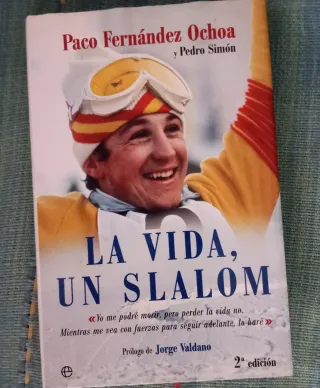 Paco Fernández Ochoa
y Pedro Simón
LA VIDA,
UN SLALOM
«Yo me podré morir, pero perder la vida no.
Mientras me vea con fuerzas para seguir adelante, lo haré»
Prólogo de Jorge Valdano
2ª edición